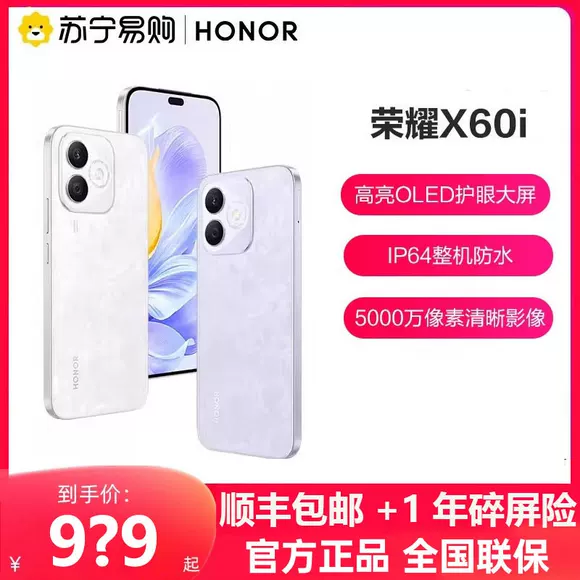 苏宁易购 | HONOR
荣耀X60i
高亮OLED护眼大屏
IP64整机防水
5000万像素清晰影像
HONOR
HONOR
到手价:
¥ 9?9 起
顺丰包邮 +1 年碎屏险
官方正品 全国联保